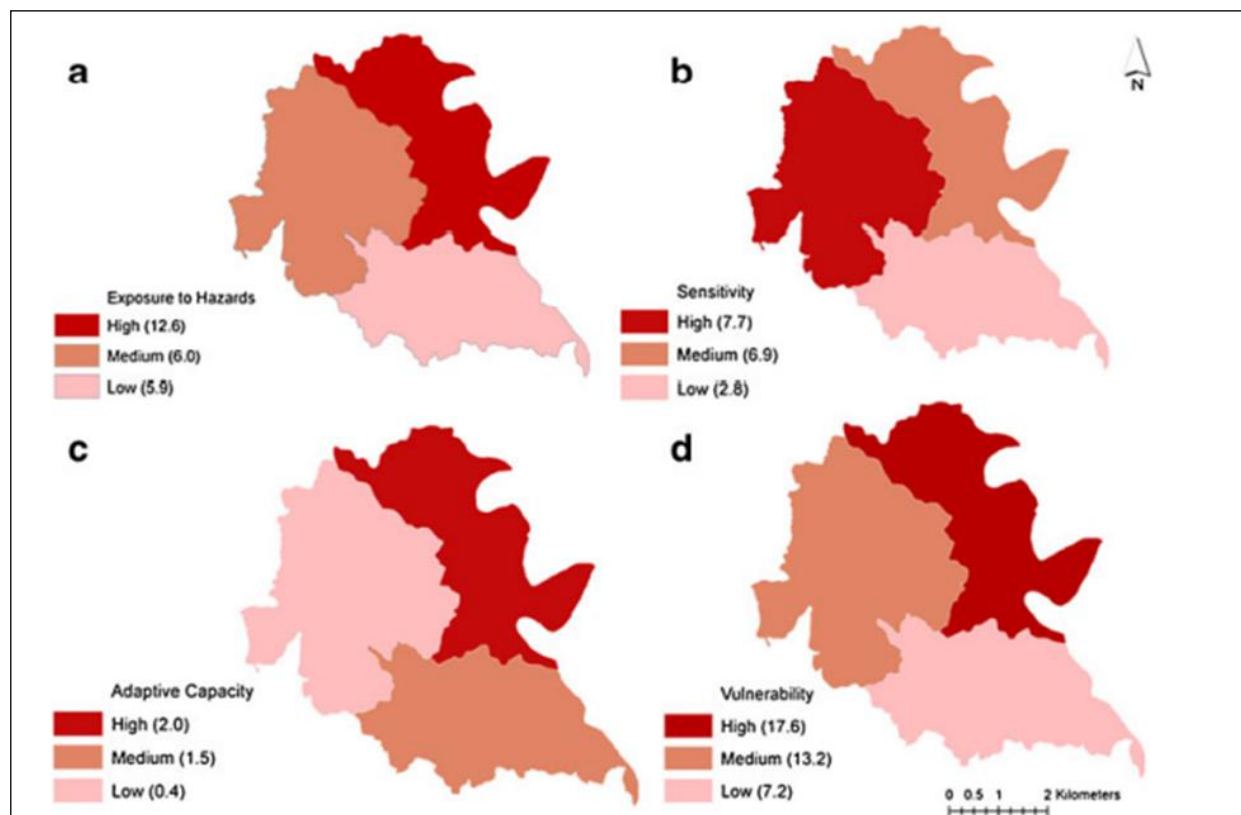 a
Exposure to Hazards
High (12.6)
Medium (6.0)
Low (5.9)
b
N
Sensitivity
High (7.7)
Medium (6.9)
Low (2.8)
c
Adaptive Capacity
High (2.0)
Medium (1.5)
Low (0.4)
d
Vulnerability
High (17.6)
Medium (13.2)
Low (7.2)
0 0.5 1 2 Kilometers